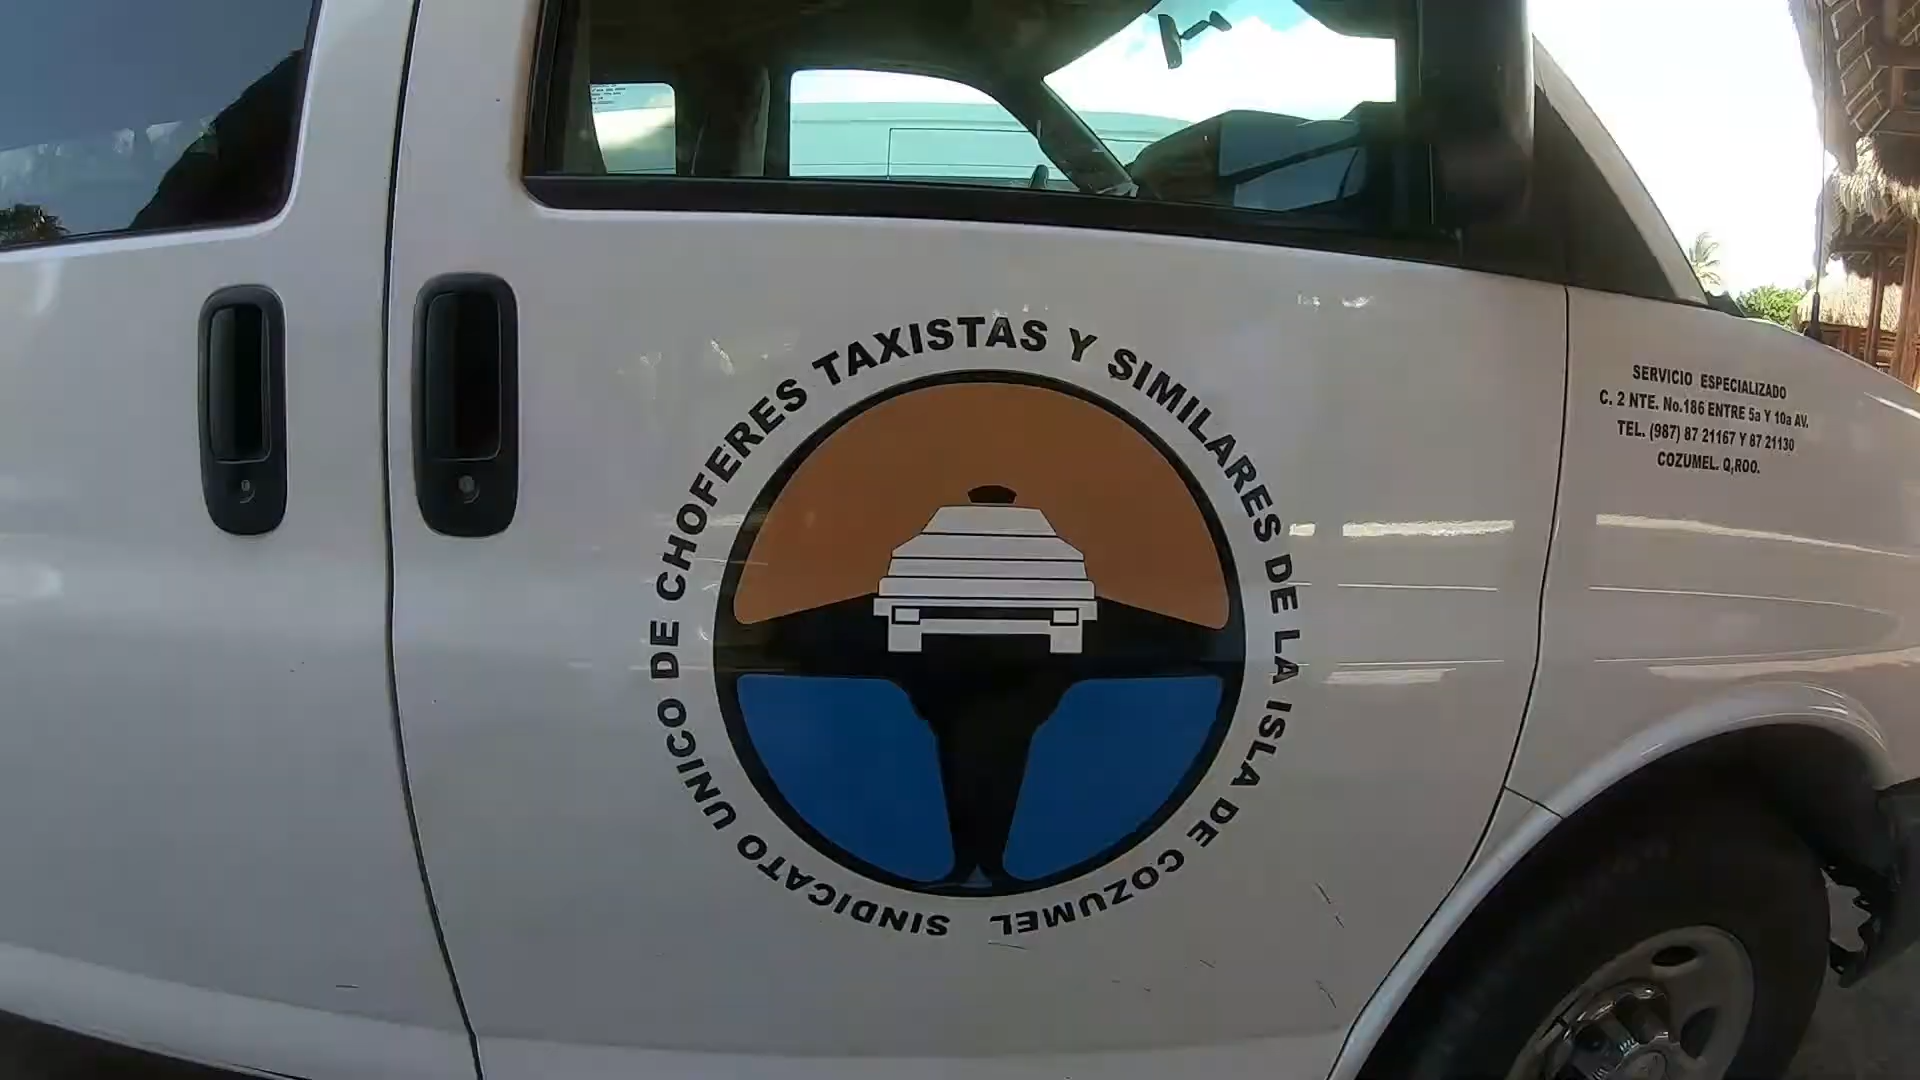 SINDICATO UNICO DE CHOFERES TAXISTAS Y SIMILARES DE LA ISLA DE COZUMEL
SERVICIO ESPECIALIZADO
C. 2 NTE. No.186 ENTRE 5a Y 10a AV.
TEL. (987) 87 21167 Y 87 21130
COZUMEL. Q,ROO.